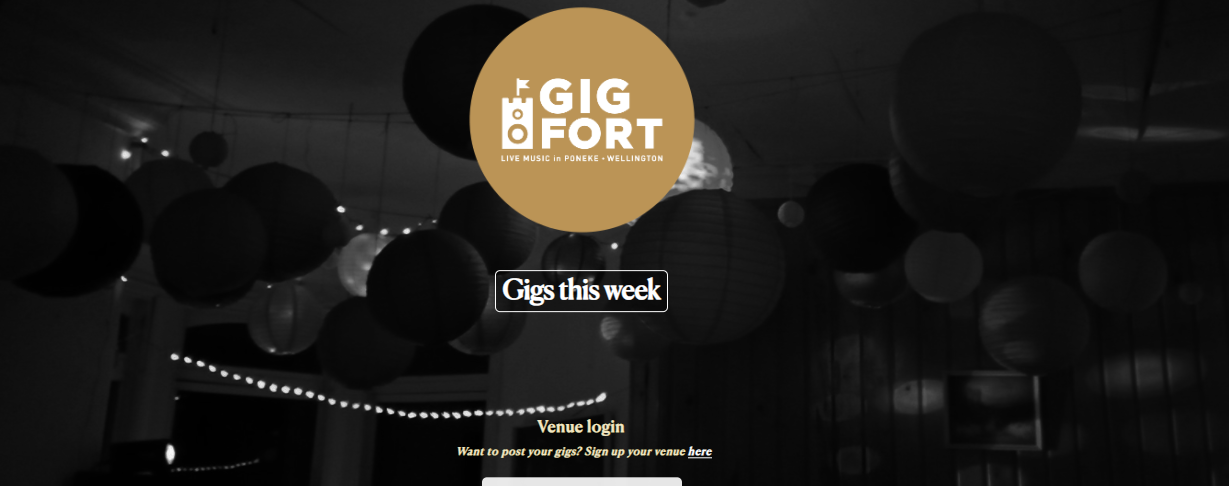 GIG
FORT
LIVE MUSIC in PONEKE • WELLINGTON
Gigs this week
Venue login
Want to post your gigs? Sign up your venue here